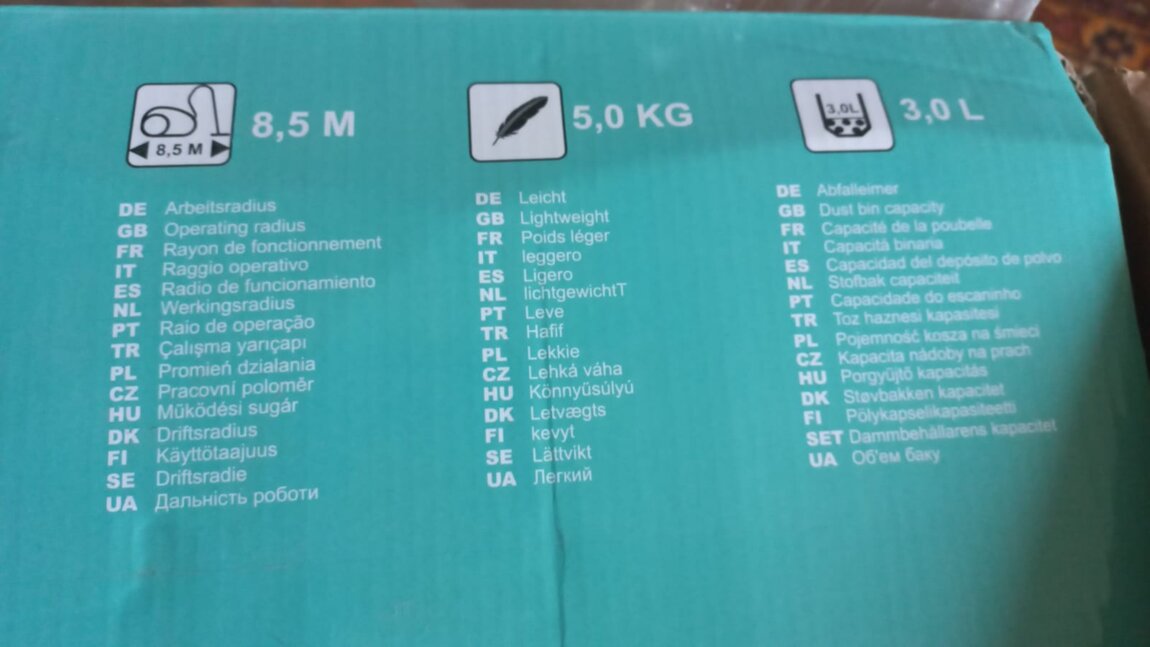 8,5 M
8,5 M
DE Arbeitsradius
GB Operating radius
FR Rayon de fonctionnement
IT Raggio operativo
ES Radio de funcionamiento
NL Werkingsradius
PT Raio de operação
TR Çalışma yarıçapı
PL Promień działania
CZ Pracovní poloměr
HU Működési sugár
DK Driftsradius
FI Käyttötaajuus
SE Driftsradie
UA Дальність роботи
5,0 KG
DE Leicht
GB Lightweight
FR Poids léger
IT leggero
ES Ligero
NL lichtgewichtT
PT Leve
TR Hafif
PL Lekkie
CZ Lehká váha
HU Könnyűsúlyú
DK Letvægts
FI kevyt
SE Lättvikt
UA Легкий
3,0L
3,0 L
DE Abfalleimer
GB Dust bin capacity
FR Capacité de la poubelle
IT Capacità binaria
ES Capacidad del depósito de polvo
NL Stofbak capaciteit
PT Capacidade do escaninho
TR Toz haznesi kapasitesi
PL Pojemność kosza na śmieci
CZ Kapacita nádoby na prach
HU Porgyűjtő kapacitás
DK Støvbakken kapacitet
FI Pölykapselikapasiteetti
SET Dammbehållarens kapacitet
UA Об'ем баку